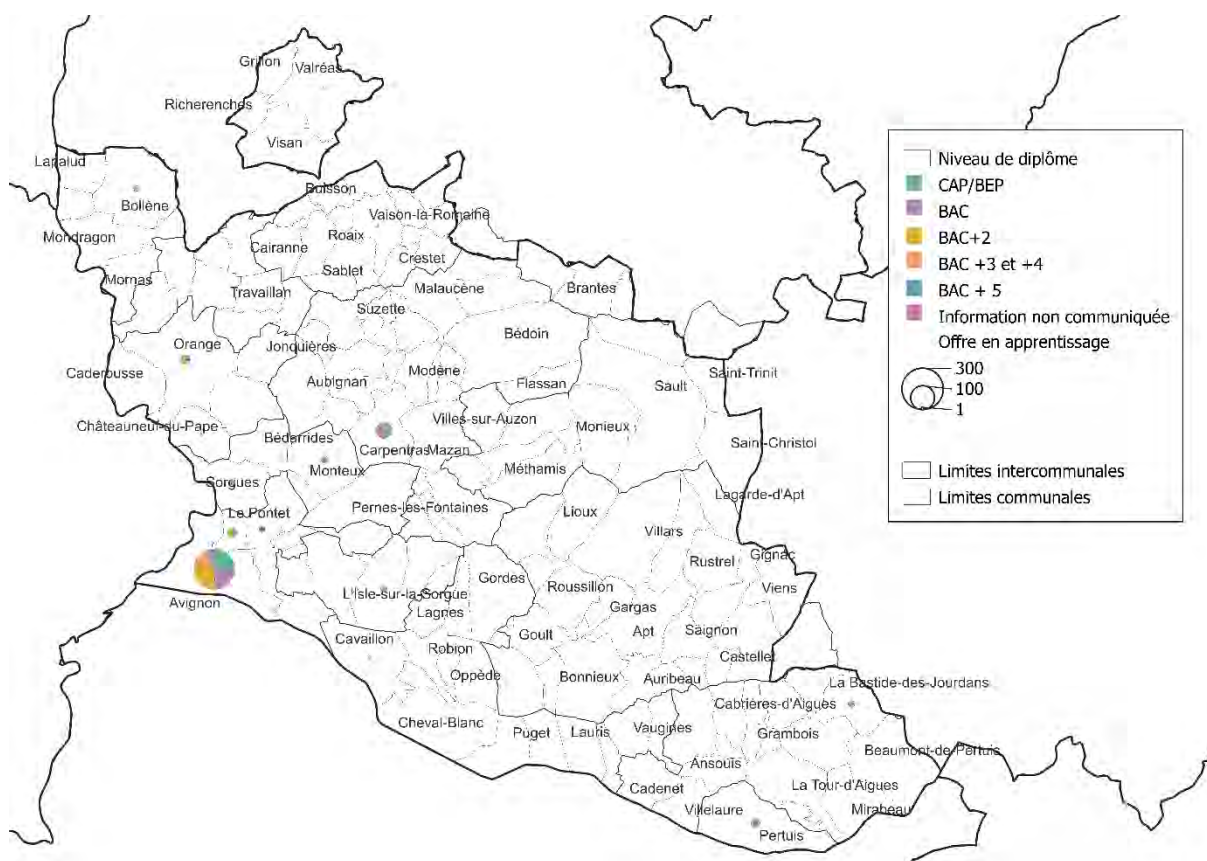 Grillon
Valréas
Richerenches
Visan
Lapalud
Bollène
Buisson
Vaison-la-Romaine
Mondragon
Roaix
Cairanne
Crestet
Sablet
Mornas
Travaillan
Malaucène
Brantes
Suzette
Bédoin
Orange
Jonquières
Caderousse
Aubignan
Modène
Flassan
Sault
Saint-Trinit
Châteauneuf-du-Pape
Villes-sur-Auzon
Monieux
Bédarrides
Carpentras
Mazan
Saint-Christol
Monteux
Méthamis
Sorgues
Lagarde-d'Apt
Le Pontet
Pernes-les-Fontaines
Lioux
Villars
Rustrel
Gignac
Gordes
Roussillon
Viens
L'Isle-sur-la-Sorgue
Avignon
Lagnes
Gargas
Cavaillon
Goult
Apt
Saignon
Robion
Castellet
Oppède
Bonnieux
Auribeau
La Bastide-des-Jourdans
Cabrières-d'Aigues
Cheval-Blanc
Puget
Lauris
Vaugines
Grambois
Beaumont-de-Pertuis
Ansouis
Cadenet
La Tour-d'Aigues
Villelaure
Mirabeau
Pertuis
Niveau de diplôme
CAP/BEP
BAC
BAC+2
BAC +3 et +4
BAC + 5
Information non communiquée
Offre en apprentissage
300
100
1
Limites intercommunales
Limites communales